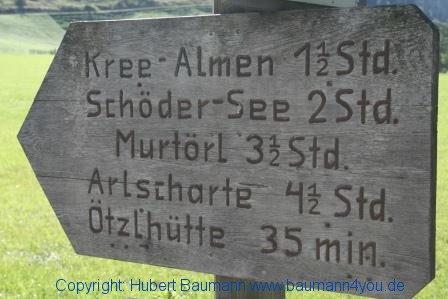 Kree-Almen 1½ Std.
Schöder-See 2 Std.
Murtörl 3½ Std.
Arlscharte 4½ Std.
Ötzlhütte 35 min.
Copyright: Hubert Baumann www.baumann4you.de